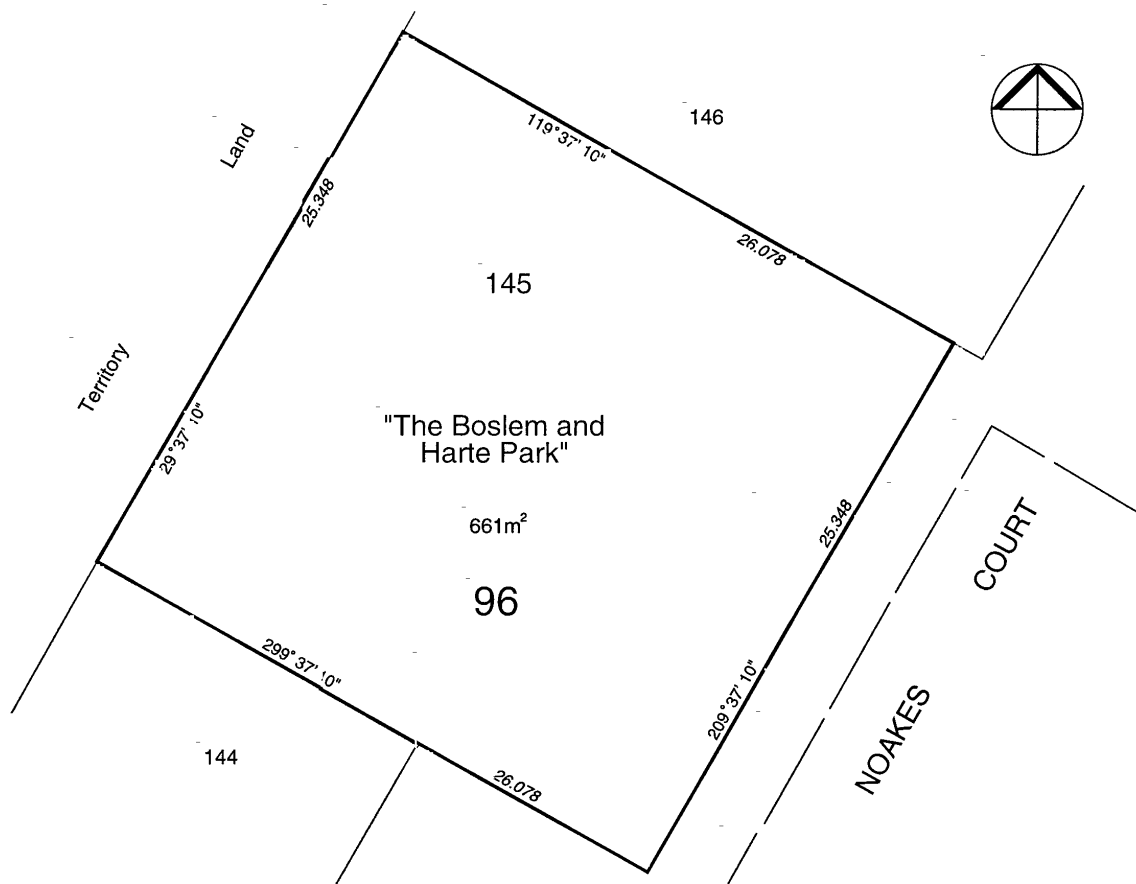 146
119°37'10"
Land
25.348
26.078
145
Territory
29°37'10"
"The Boslem and
Harte Park"
661m²
25.348
COURT
96
299°37'10"
209°37'10"
NOAKES
144
26.078